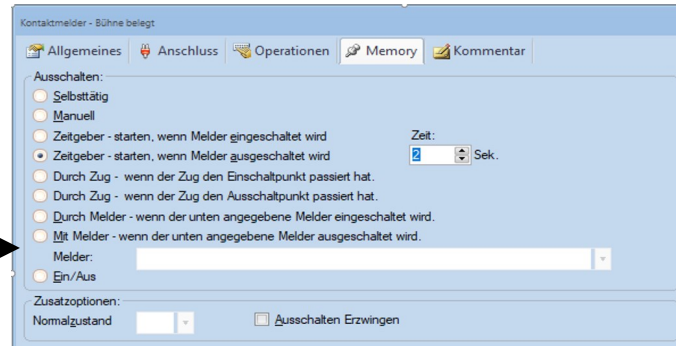 Kontaktmelder - Bühne belegt
Allgemeines Anschluss Operationen Memory Kommentar
Ausschalten:
Selbsttätig
Manuell
Zeitgeber - starten, wenn Melder eingeschaltet wird Zeit:
Zeitgeber - starten, wenn Melder ausgeschaltet wird 2 Sek.
Durch Zug - wenn der Zug den Einschaltpunkt passiert hat.
Durch Zug - wenn der Zug den Ausschaltpunkt passiert hat.
Durch Melder - wenn der unten angegebene Melder eingeschaltet wird.
Mit Melder - wenn der unten angegebene Melder ausgeschaltet wird.
Melder:
Ein/Aus
Zusatzoptionen:
Normalzustand Ausschalten Erzwingen